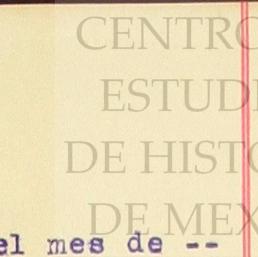 CENTRO
ESTUDI
DE HISTO
DE MEX
el mes de --